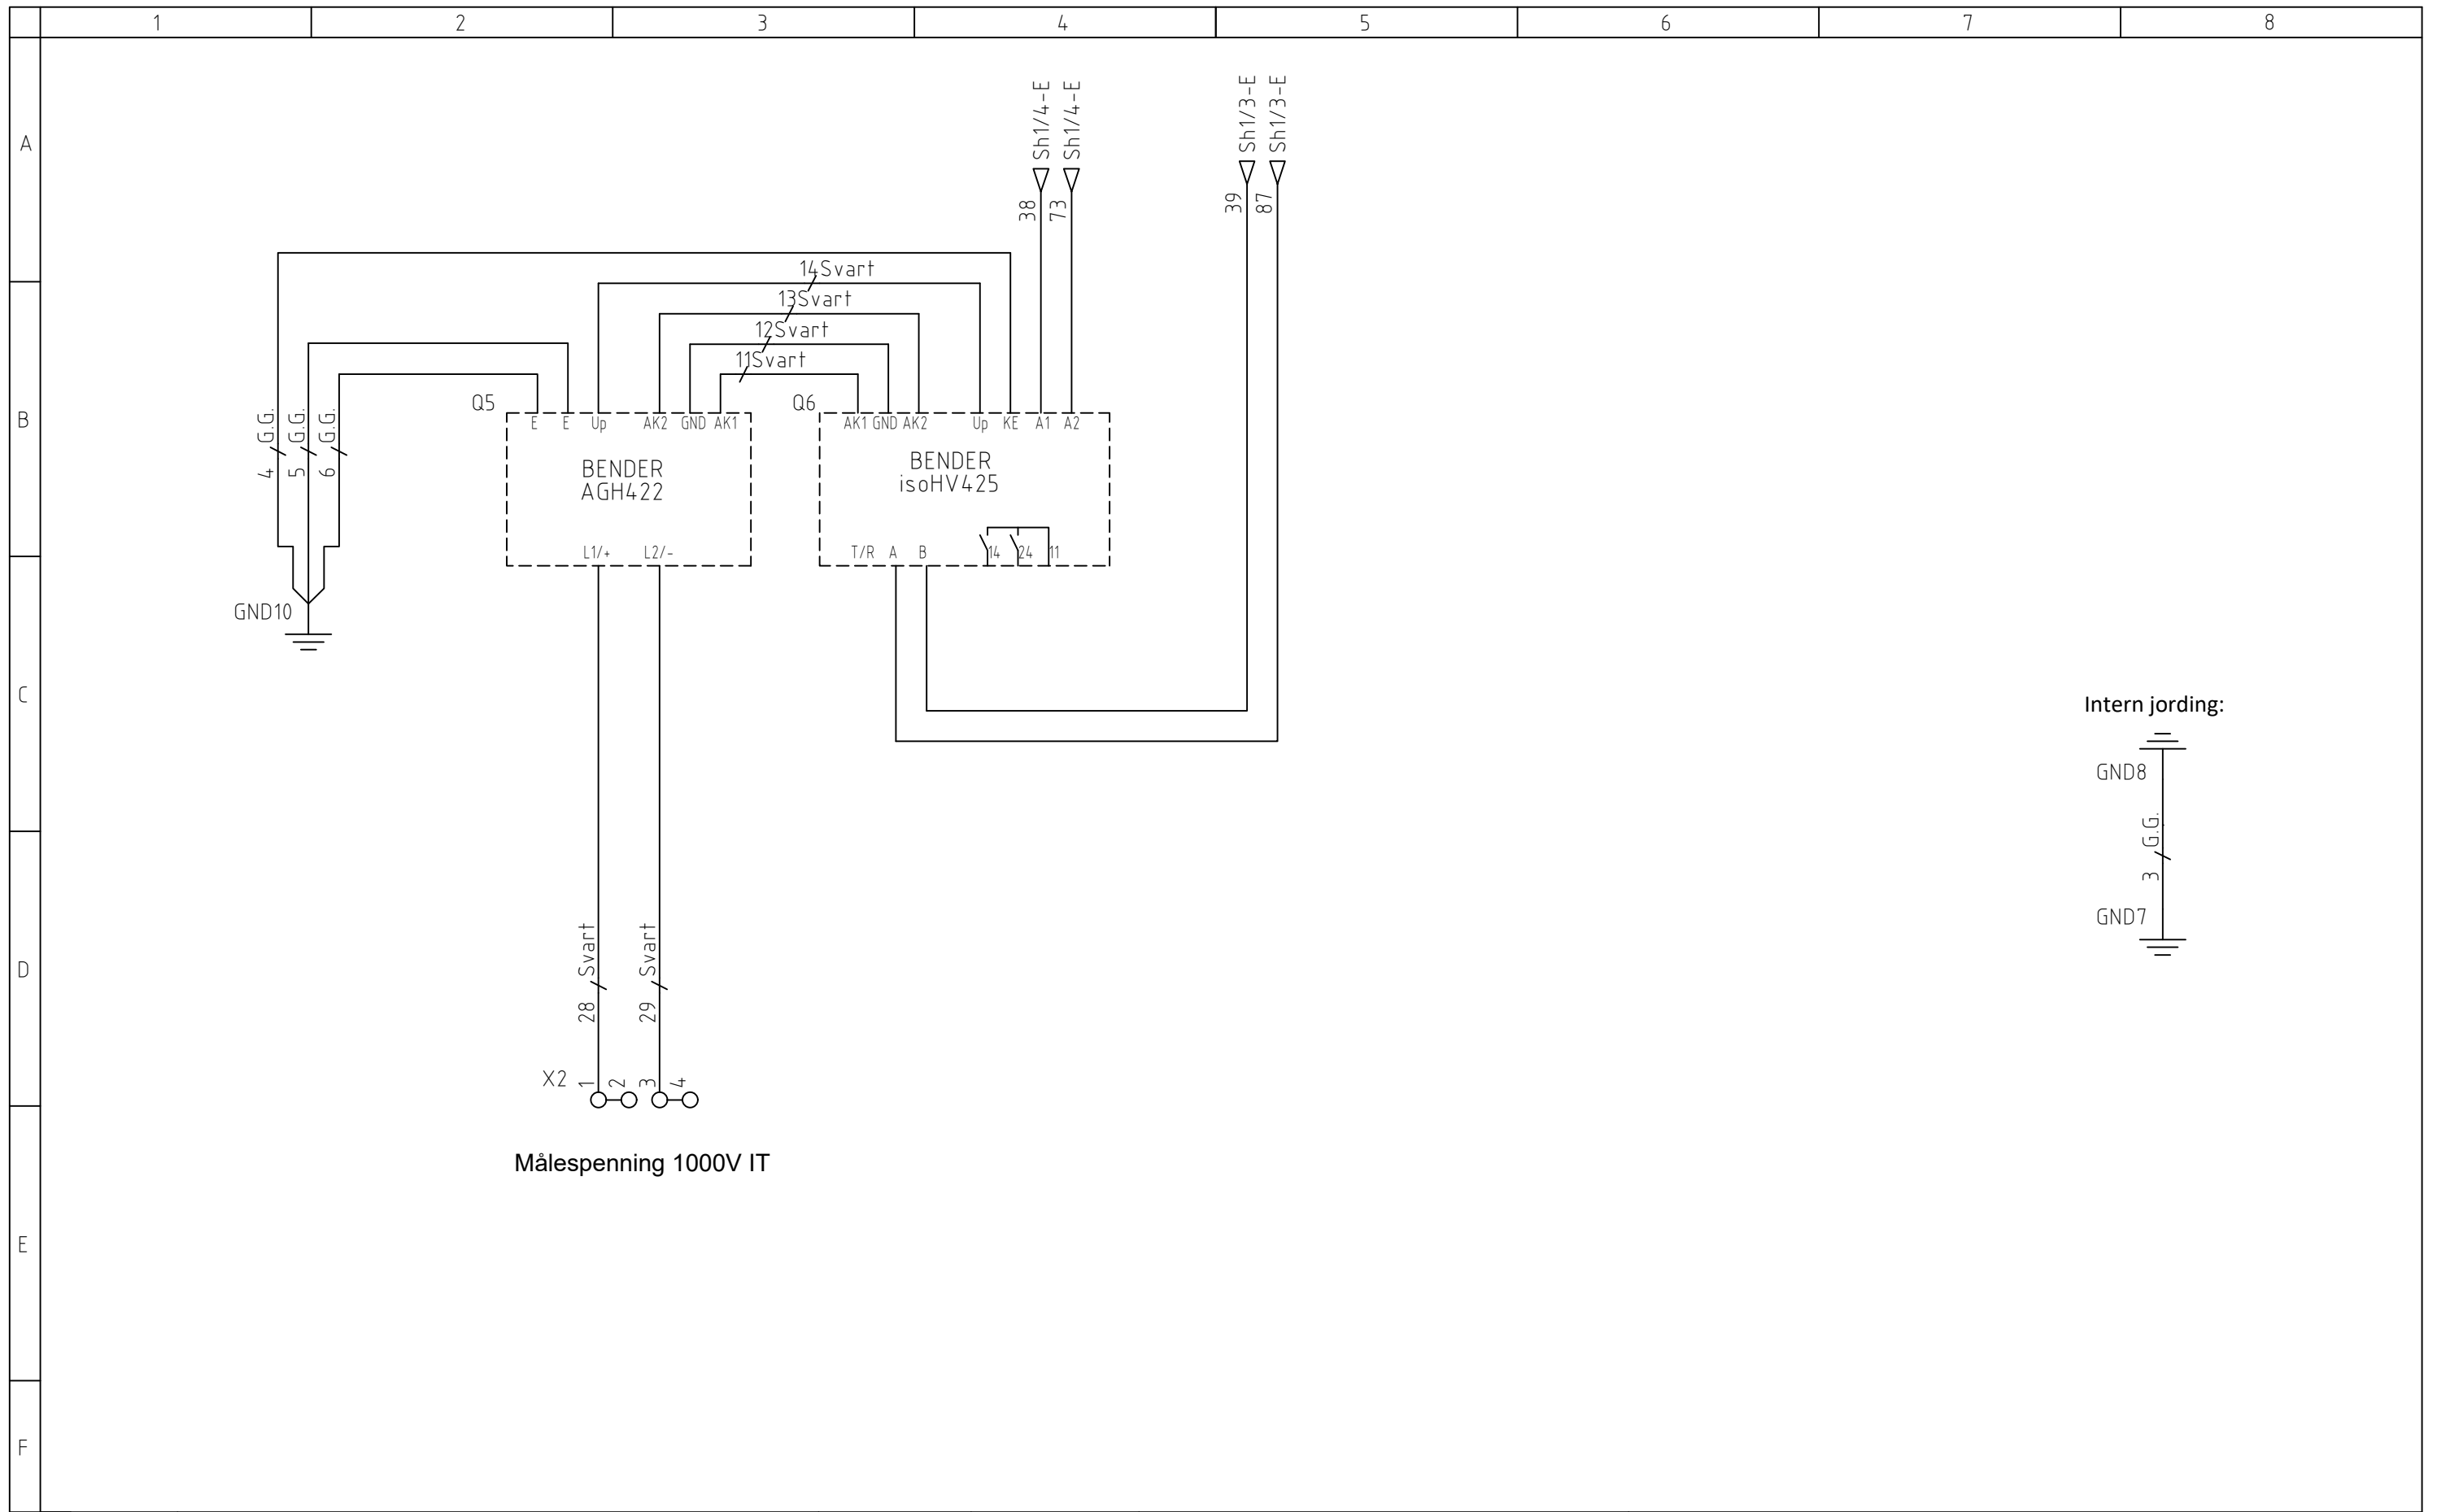 1 2 3 4 5 6 7 8
A
B
C
D
E
F
Sh1/4-E
Sh1/4-E
Sh1/3-E
Sh1/3-E
38
73
39
87
14Svart
13Svart
12Svart
11Svart
4 G.G.
5 G.G.
6 G.G.
GND10
Q5
E E Up AK2 GND AK1
BENDER
AGH422
L1/+ L2/-
Q6
AK1 GND AK2 Up KE A1 A2
BENDER
isoHV425
T/R A B 14 24 11
28 Svart
29 Svart
X2 1 2 3 4
Målespenning 1000V IT
Intern jording:
GND8
3 G.G.
GND7